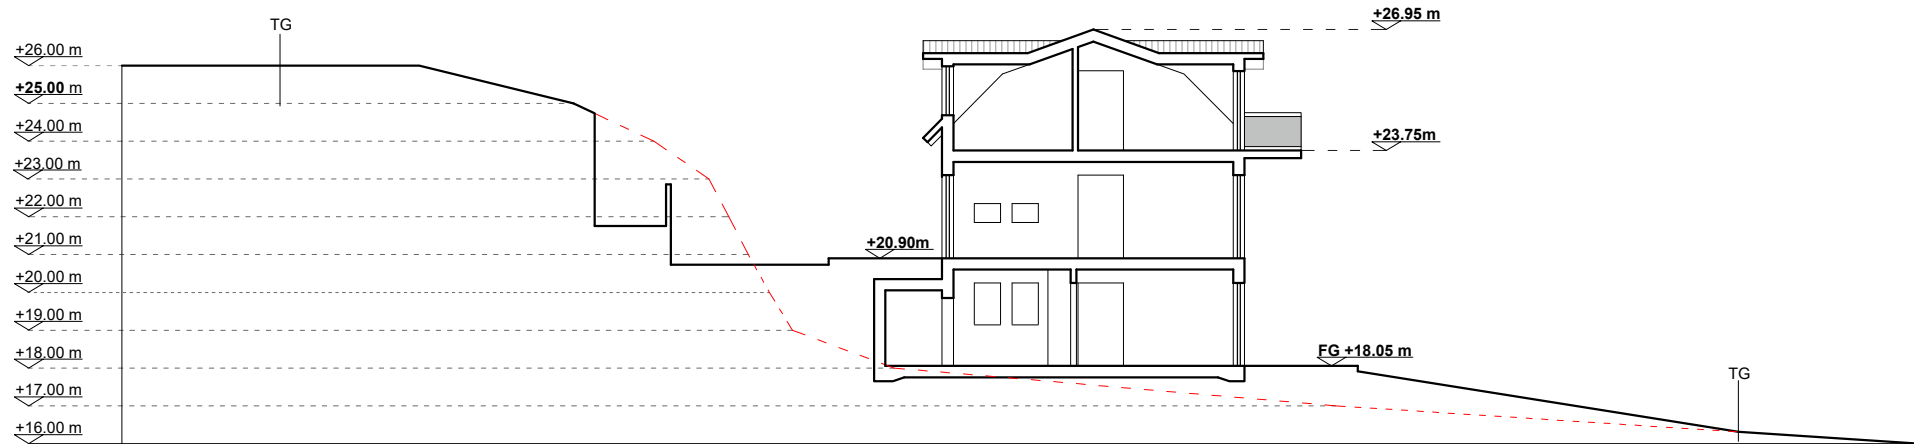 +26.95 m
TG
+26.00 m
+25.00 m
+24.00 m
+23.75m
+23.00 m
+22.00 m
+21.00 m
+20.90m
+20.00 m
+19.00 m
+18.00 m
FG +18.05 m
+17.00 m
TG
+16.00 m